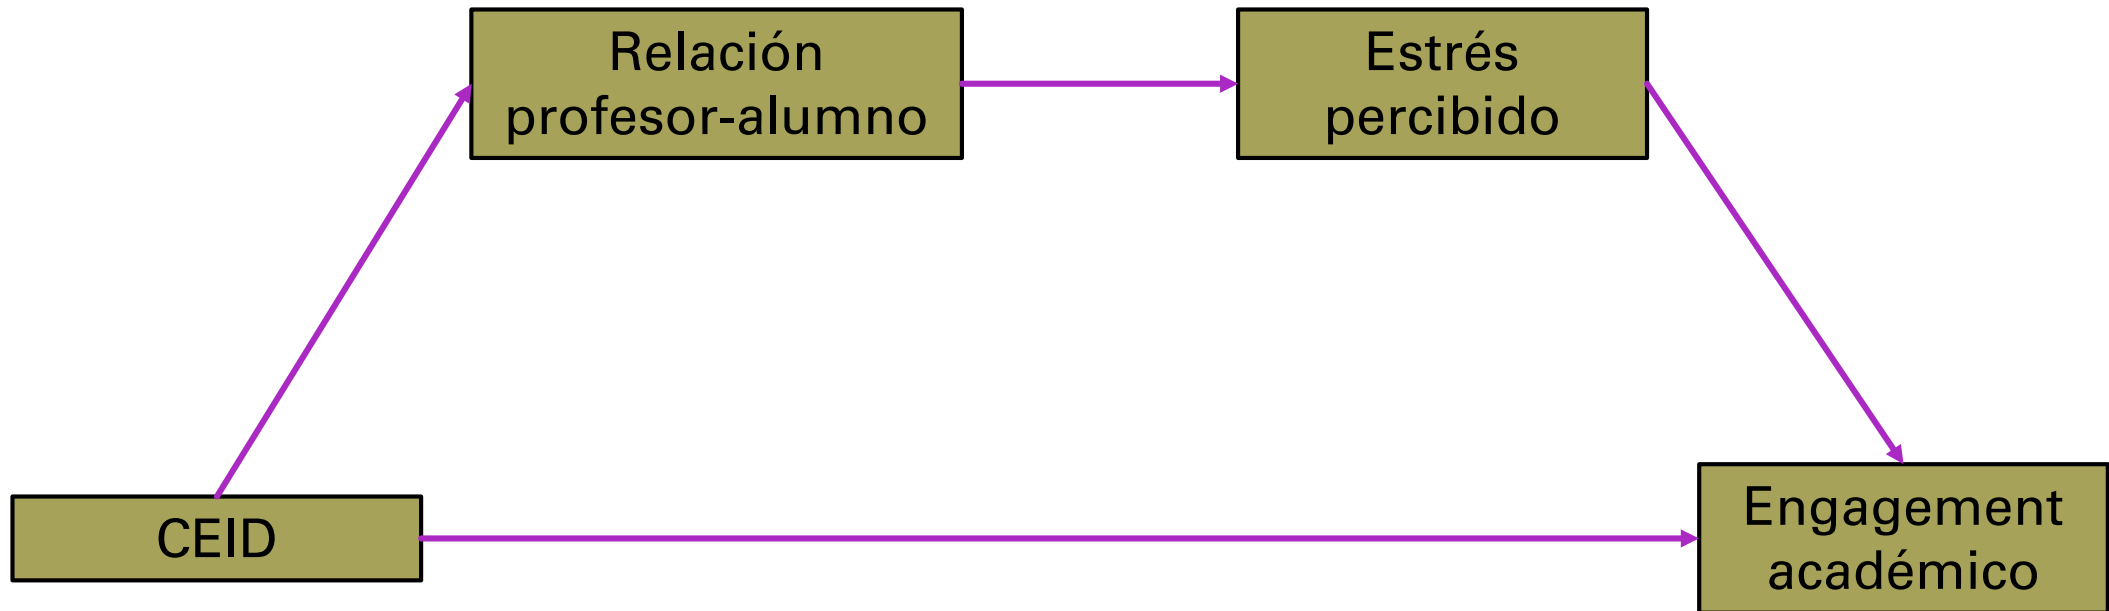 Relación
profesor-alumno
Estrés
percibido
CEID
Engagement
académico